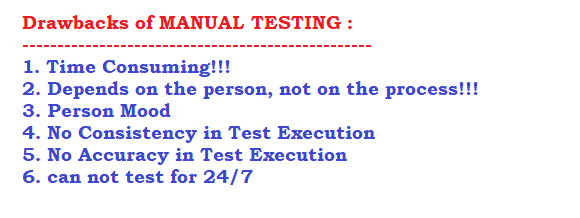 Drawbacks of MANUAL TESTING :
--------------------------------------------------
1. Time Consuming!!!
2. Depends on the person, not on the process!!!
3. Person Mood
4. No Consistency in Test Execution
5. No Accuracy in Test Execution
6. can not test for 24/7